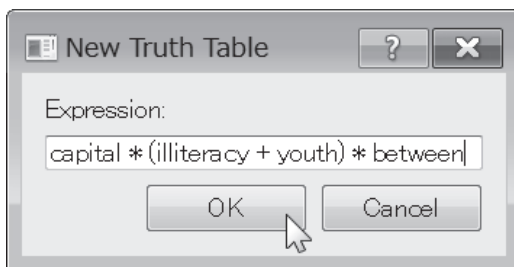 New Truth Table
?
Expression:
capital * (illiteracy + youth) * between
OK
Cancel